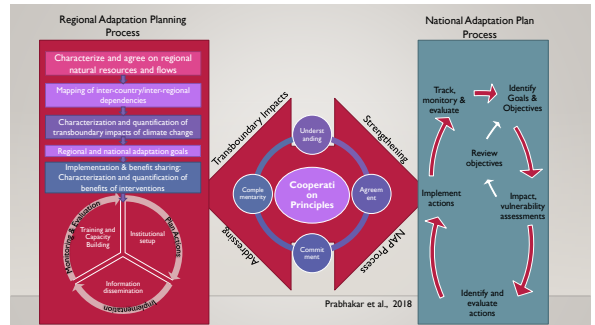 Regional Adaptation Planning
Process
Characterize and agree on regional
natural resources and flows
Mapping of inter-country/inter-regional
dependencies
Characterization and quantification of
transboundary impacts of climate change
Regional and national adaptation goals
Implementation & benefit sharing:
Characterization and quantification of
benefits of interventions
Monitoring & Evaluation
Plan Actions
Implementation
Training and
Capacity
Building
Institutional
setup
Information
dissemination
Transboundary Impacts
Addressing
Strengthening
NAP Process
Underst
anding
Comple
mentarity
Cooperati
on
Principles
Agreem
ent
Commit
ment
Prabhakar et al., 2018
National Adaptation Plan
Process
Track,
monitory &
evaluate
Identify
Goals &
Objectives
Review
objectives
Implement
actions
Impact,
vulnerability
assessments
Identify and
evaluate
actions